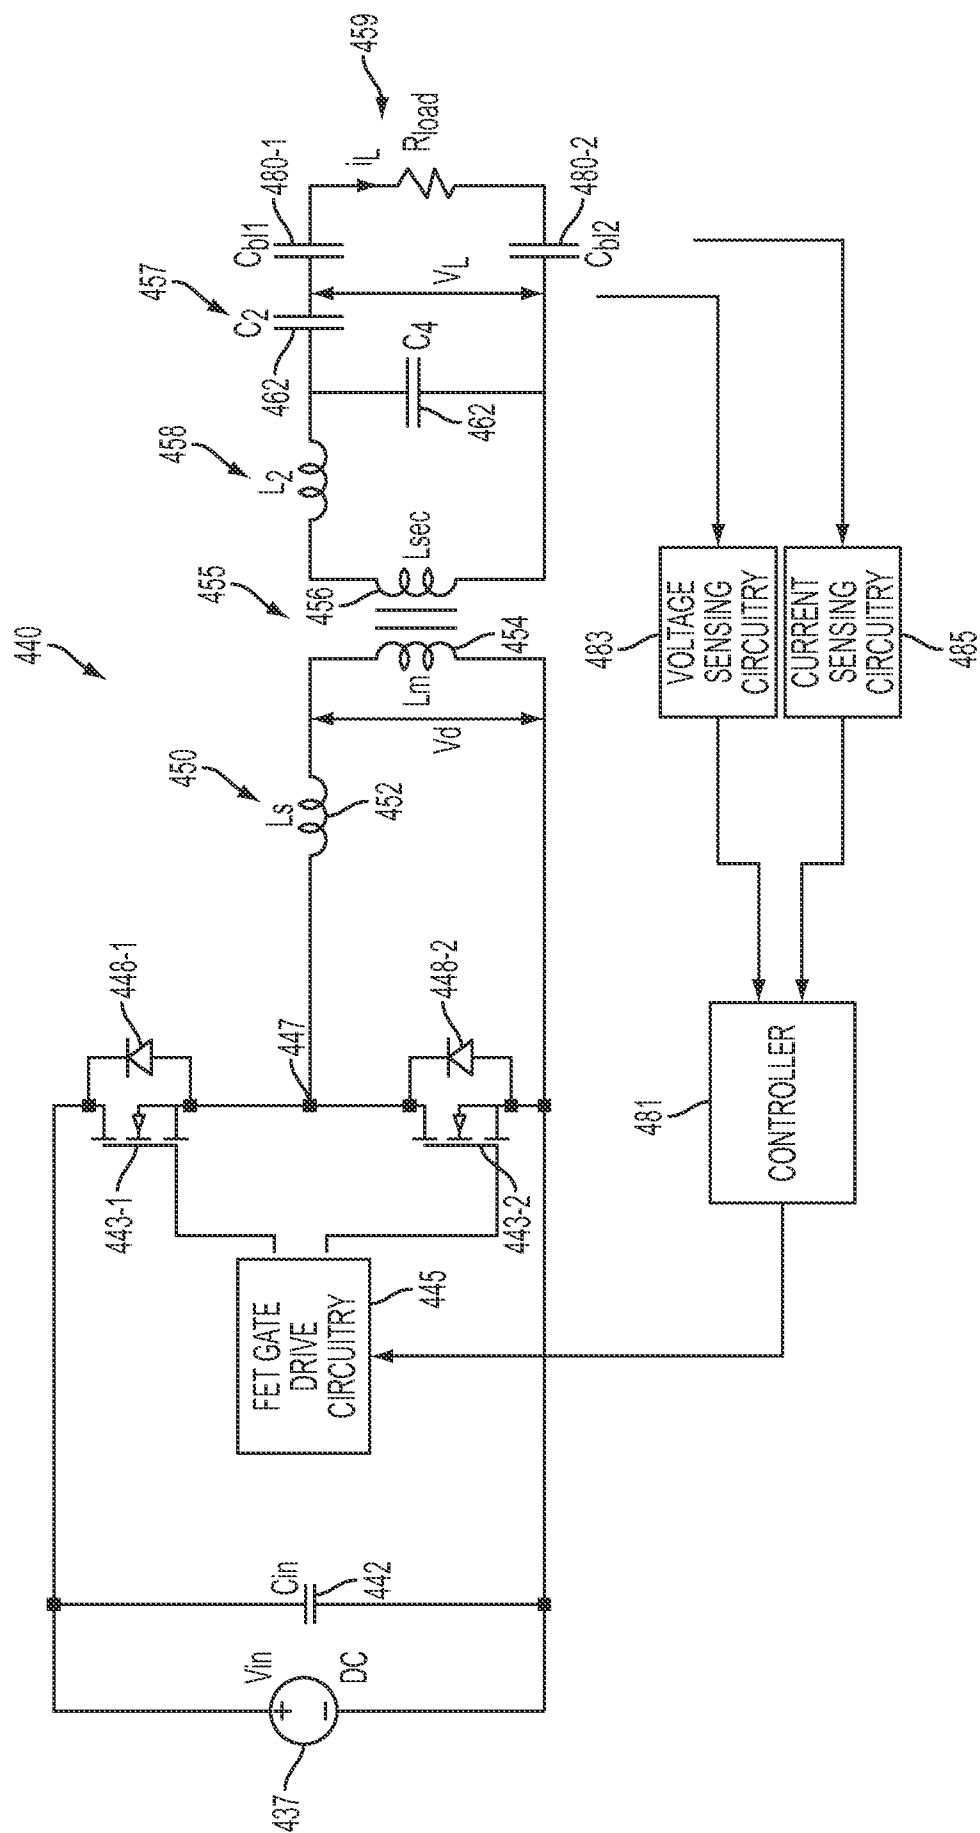 440
437
Vin
DC
Cin
442
FET GATE
DRIVE
CIRCUITRY
445
443-1
448-1
447
443-2
448-2
450
Ls
452
Vd
455
Lm
454
456
Lsec
458
L2
457
C2
462
C4
462
VL
Cbl1
480-1
iL
Rload
459
Cbl2
480-2
481
CONTROLLER
483
VOLTAGE
SENSING
CIRCUITRY
CURRENT
SENSING
CIRCUITRY
485